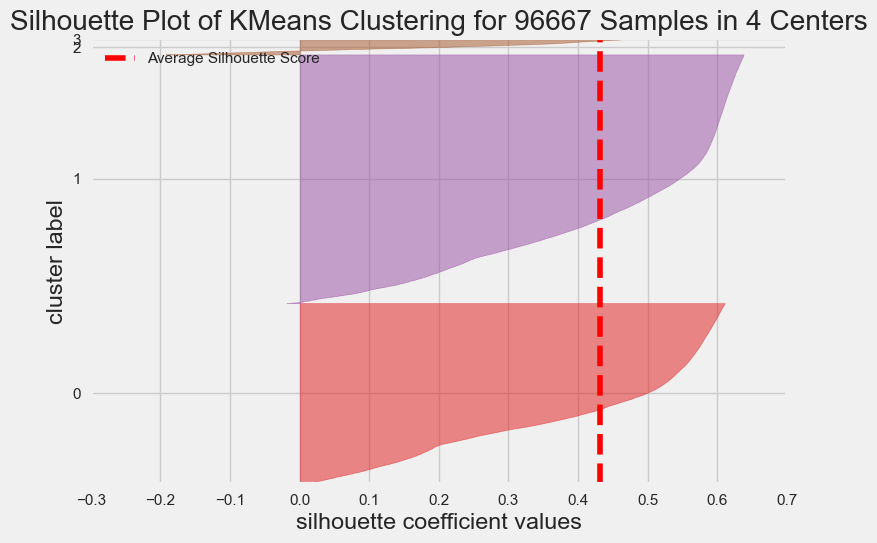 Silhouette Plot of KMeans Clustering for 96667 Samples in 4 Centers
3
2
Average Silhouette Score
1
0
cluster label
−0.3 −0.2 −0.1 0.0 0.1 0.2 0.3 0.4 0.5 0.6 0.7
silhouette coefficient values